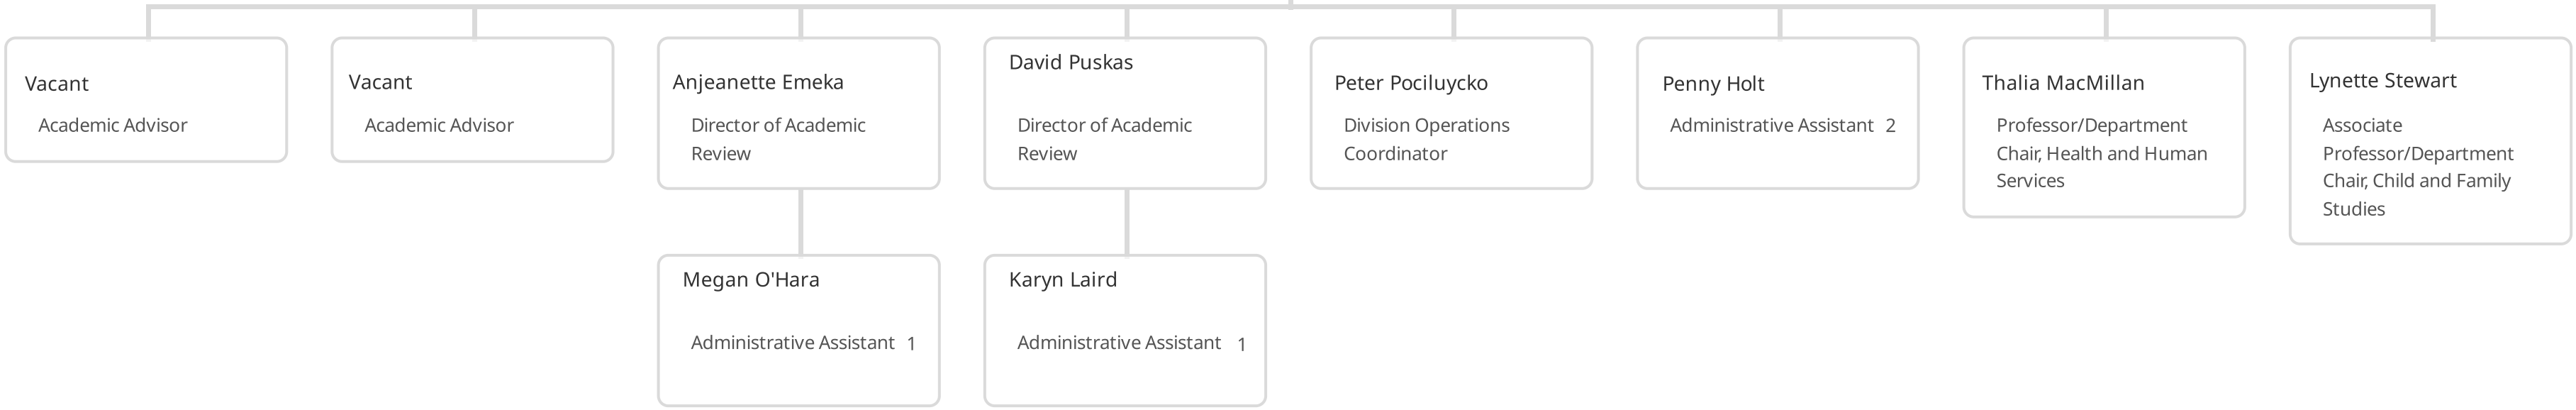 Vacant
Academic Advisor
Vacant
Academic Advisor
Anjeanette Emeka
Director of Academic
Review
David Puskas
Director of Academic
Review
Peter Pociluycko
Division Operations
Coordinator
Penny Holt
Administrative Assistant 2
Thalia MacMillan
Professor/Department
Chair, Health and Human
Services
Lynette Stewart
Associate
Professor/Department
Chair, Child and Family
Studies
Megan O'Hara
Administrative Assistant 1
Karyn Laird
Administrative Assistant 1